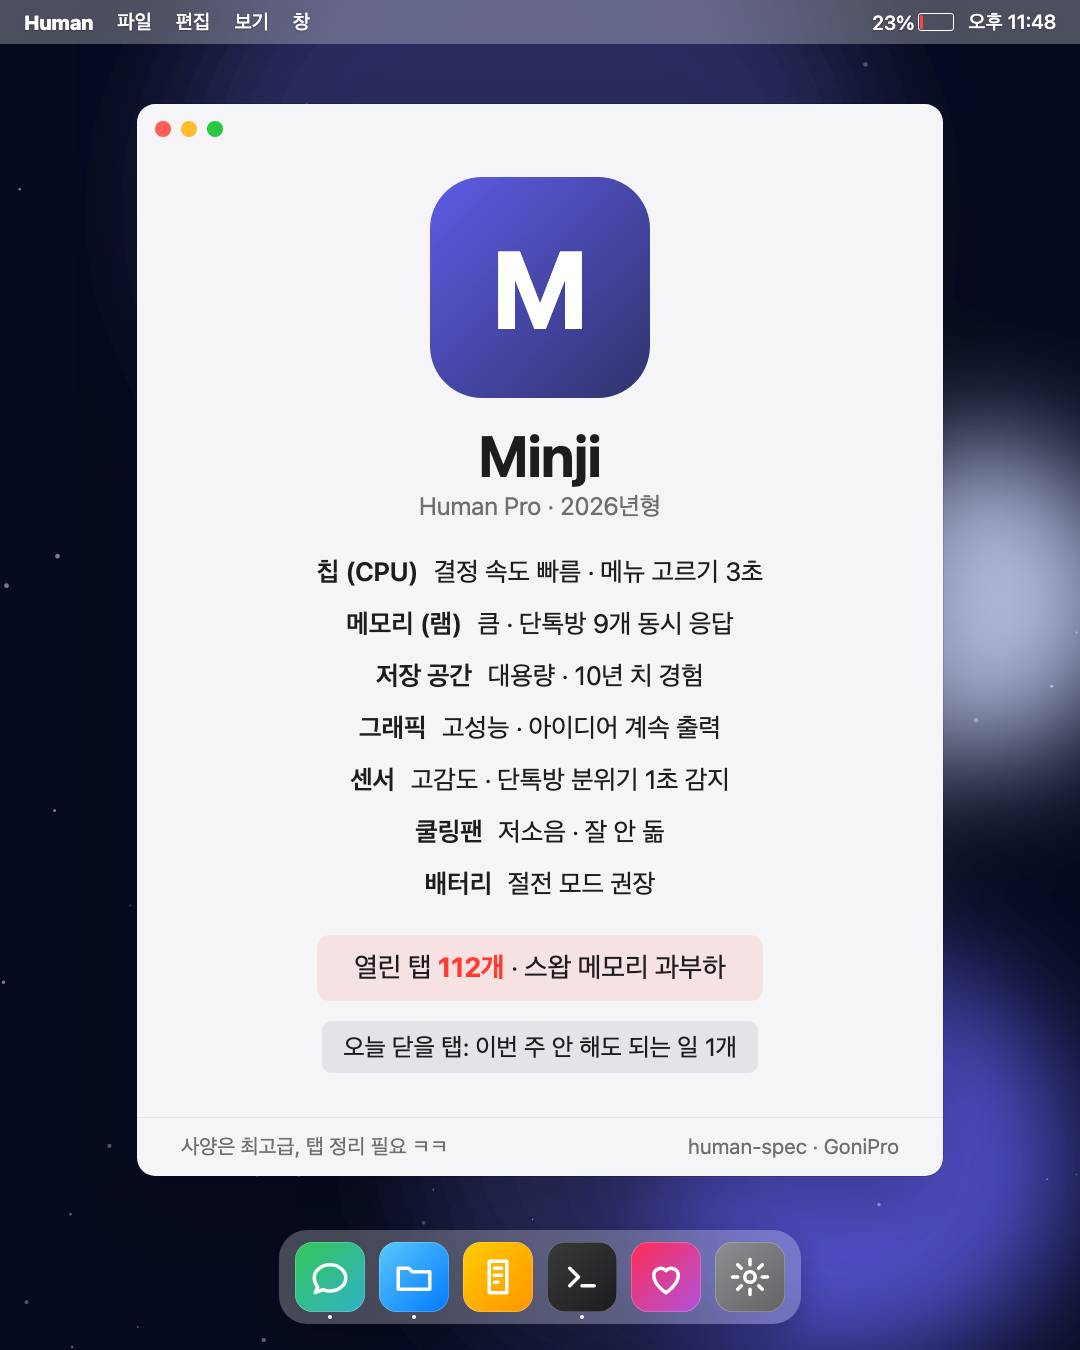 Human 파일 편집 보기 창 23% 오후 11:48
M
Minji
Human Pro · 2026년형
칩 (CPU) 결정 속도 빠름 · 메뉴 고르기 3초
메모리 (램) 큼 · 단톡방 9개 동시 응답
저장 공간 대용량 · 10년 치 경험
그래픽 고성능 · 아이디어 계속 출력
센서 고감도 · 단톡방 분위기 1초 감지
쿨링팬 저소음 · 잘 안 돎
배터리 절전 모드 권장
열린 탭 112개 · 스왑 메모리 과부하
오늘 닫을 탭: 이번 주 안 해도 되는 일 1개
사양은 최고급, 탭 정리 필요 ㅋㅋ
human-spec · GoniPro